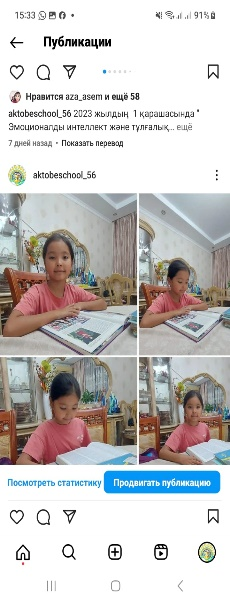 15:33 91%
Публикации
Нравится aza_asem и ещё 58
aktobeschool_56 2023 жылдың 1 қарашасында "
Эмоционалды интеллект және тұлғалық... ещё
7 дней назад • Показать перевод
aktobeschool_56
Посмотреть статистику
Продвигать публикацию